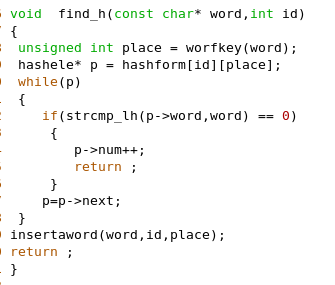 void  find_h(const char* word,int id)
{
 unsigned int place = worfkey(word);
 hashele* p = hashform[id][place];
 while(p)
 {
    if(strcmp_lh(p->word,word) == 0)
     {
        p->num++;
        return ;
     }
    p=p->next;
 }
insertaword(word,id,place);
return ;
}